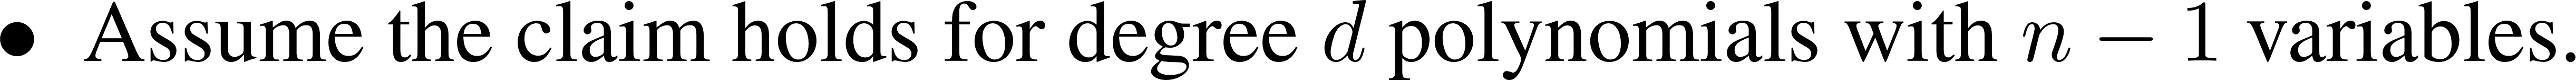 • Assume the claim holds for degree d polynomials with n − 1 variables.